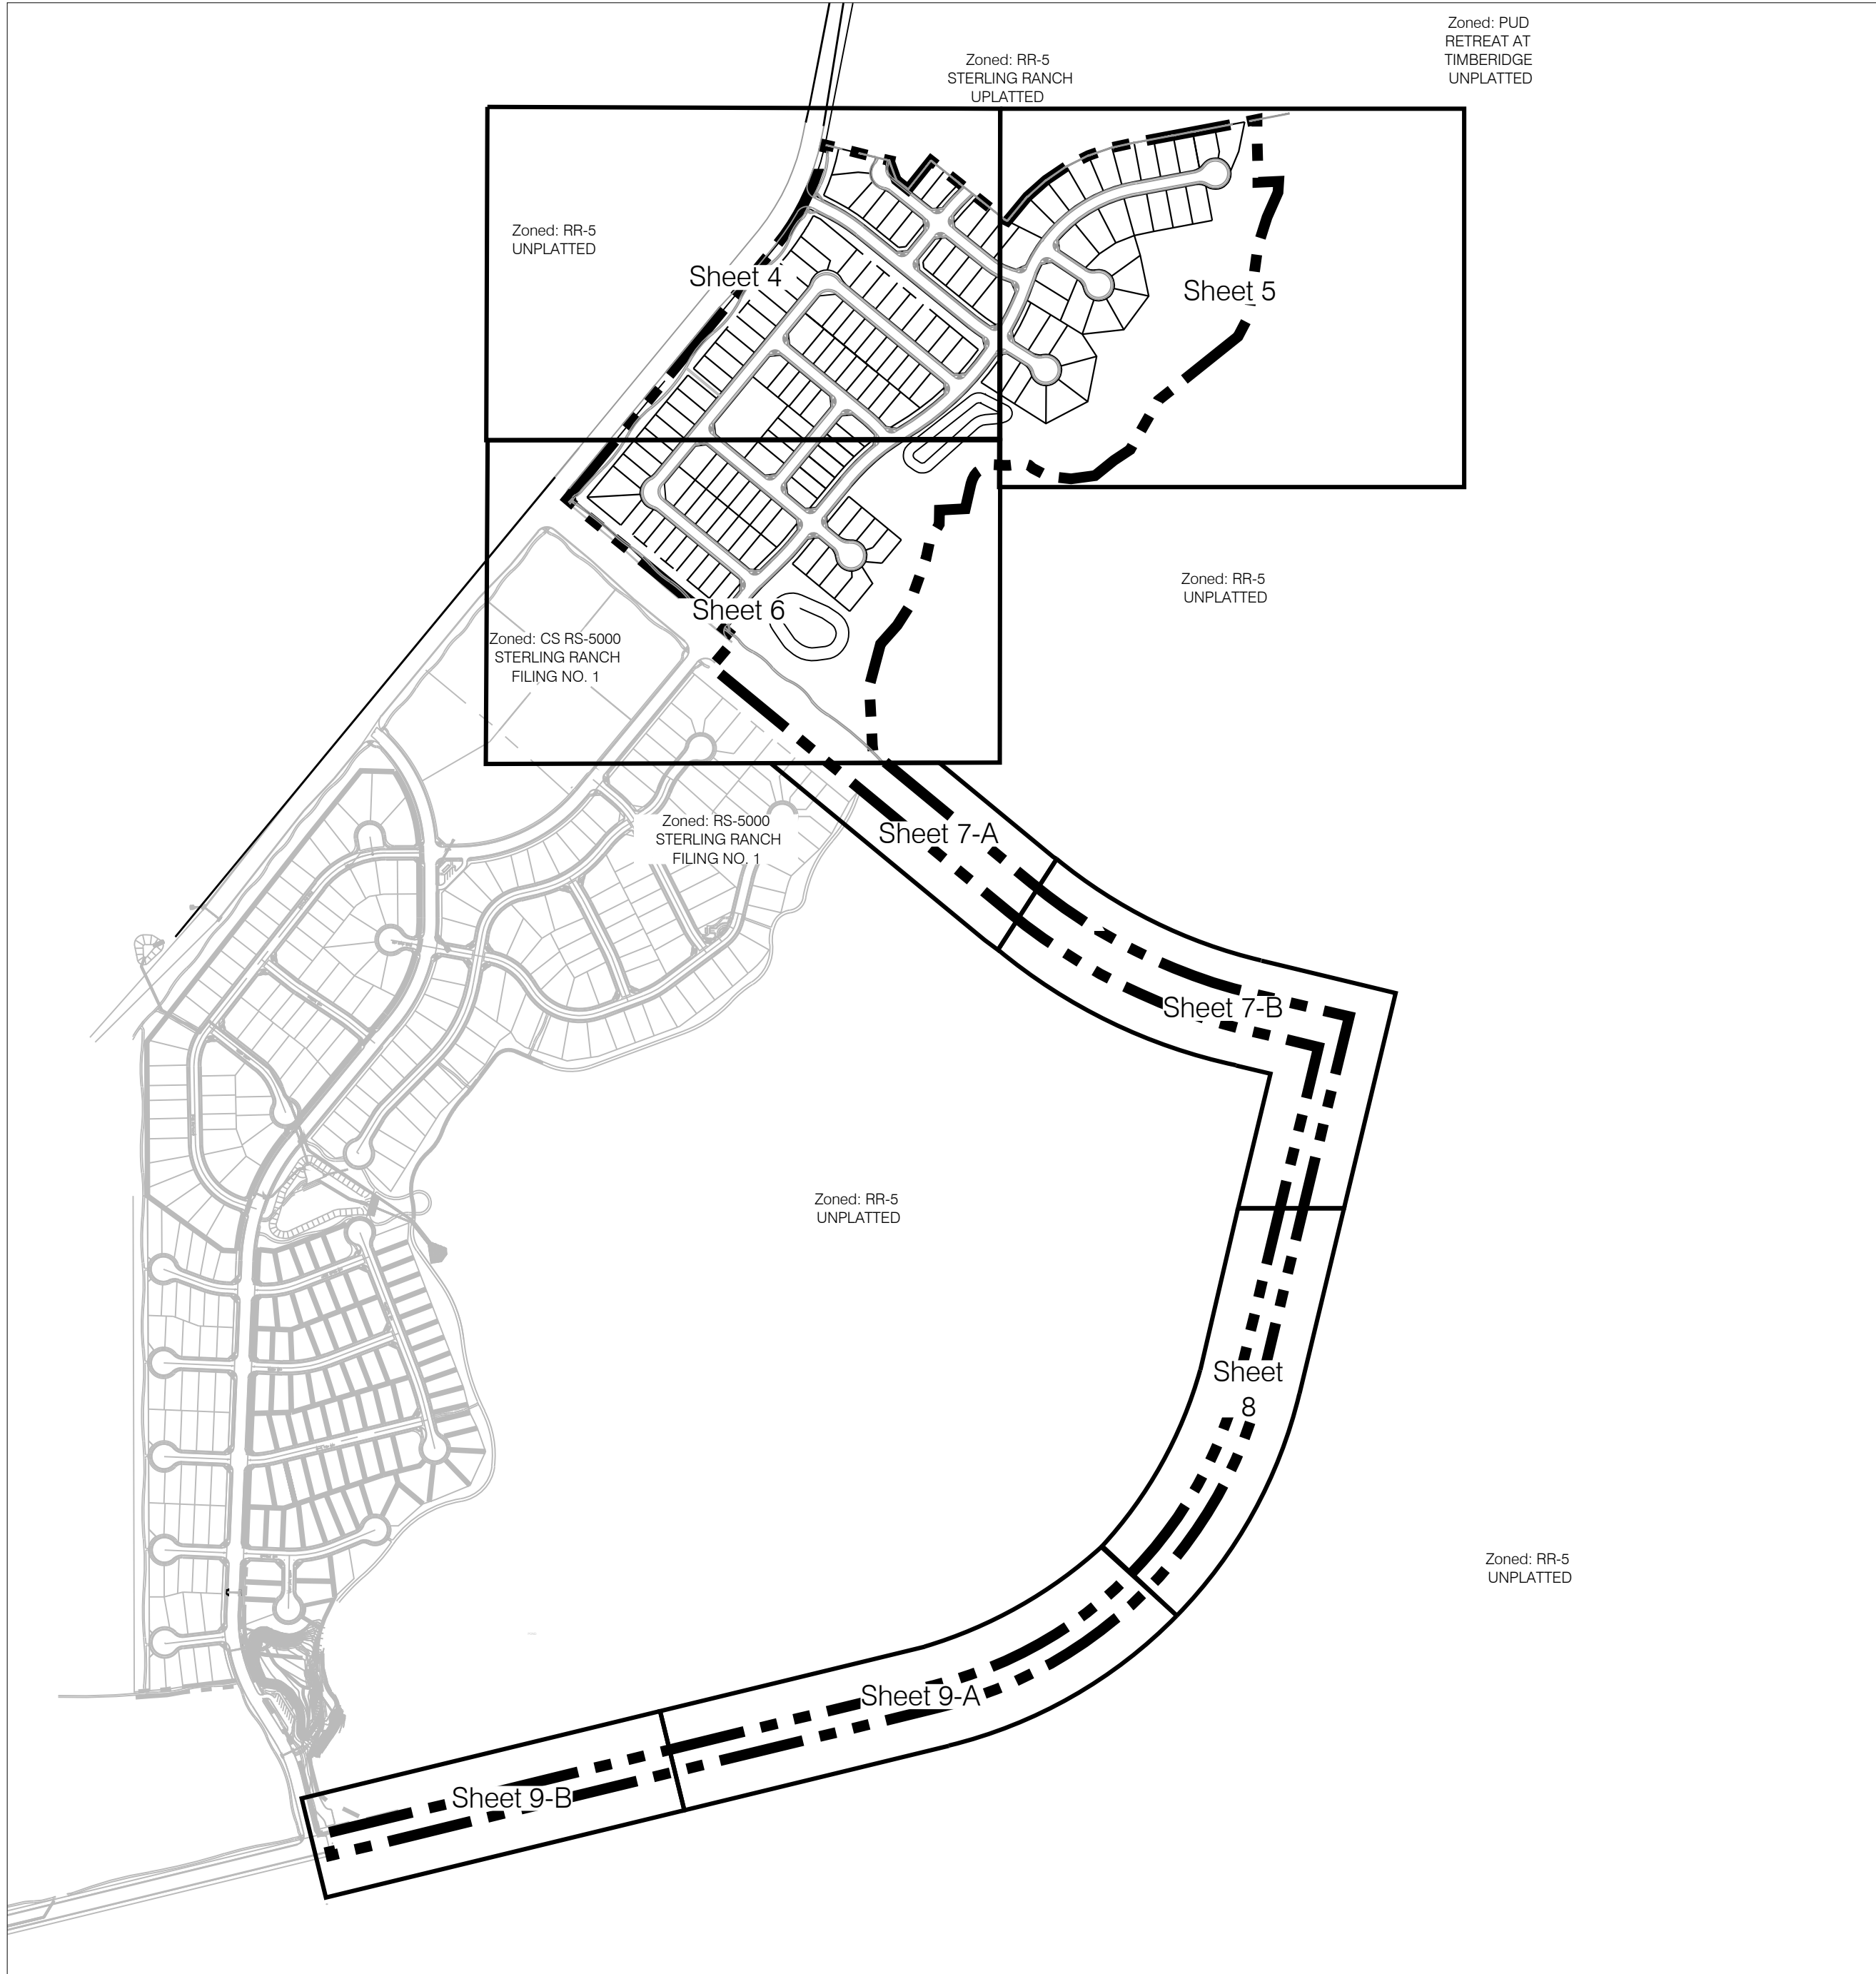 Zoned: PUD
RETREAT AT
TIMBERIDGE
UNPLATTED
Zoned: RR-5
STERLING RANCH
UPLATTED
Zoned: RR-5
UNPLATTED
Sheet 4
Sheet 5
Zoned: RR-5
UNPLATTED
Sheet 6
Zoned: CS RS-5000
STERLING RANCH
FILING NO. 1
Zoned: RS-5000
STERLING RANCH
FILING NO. 1
Sheet 7-A
Sheet 7-B
Zoned: RR-5
UNPLATTED
Sheet
8
Zoned: RR-5
UNPLATTED
Sheet 9-A
Sheet 9-B